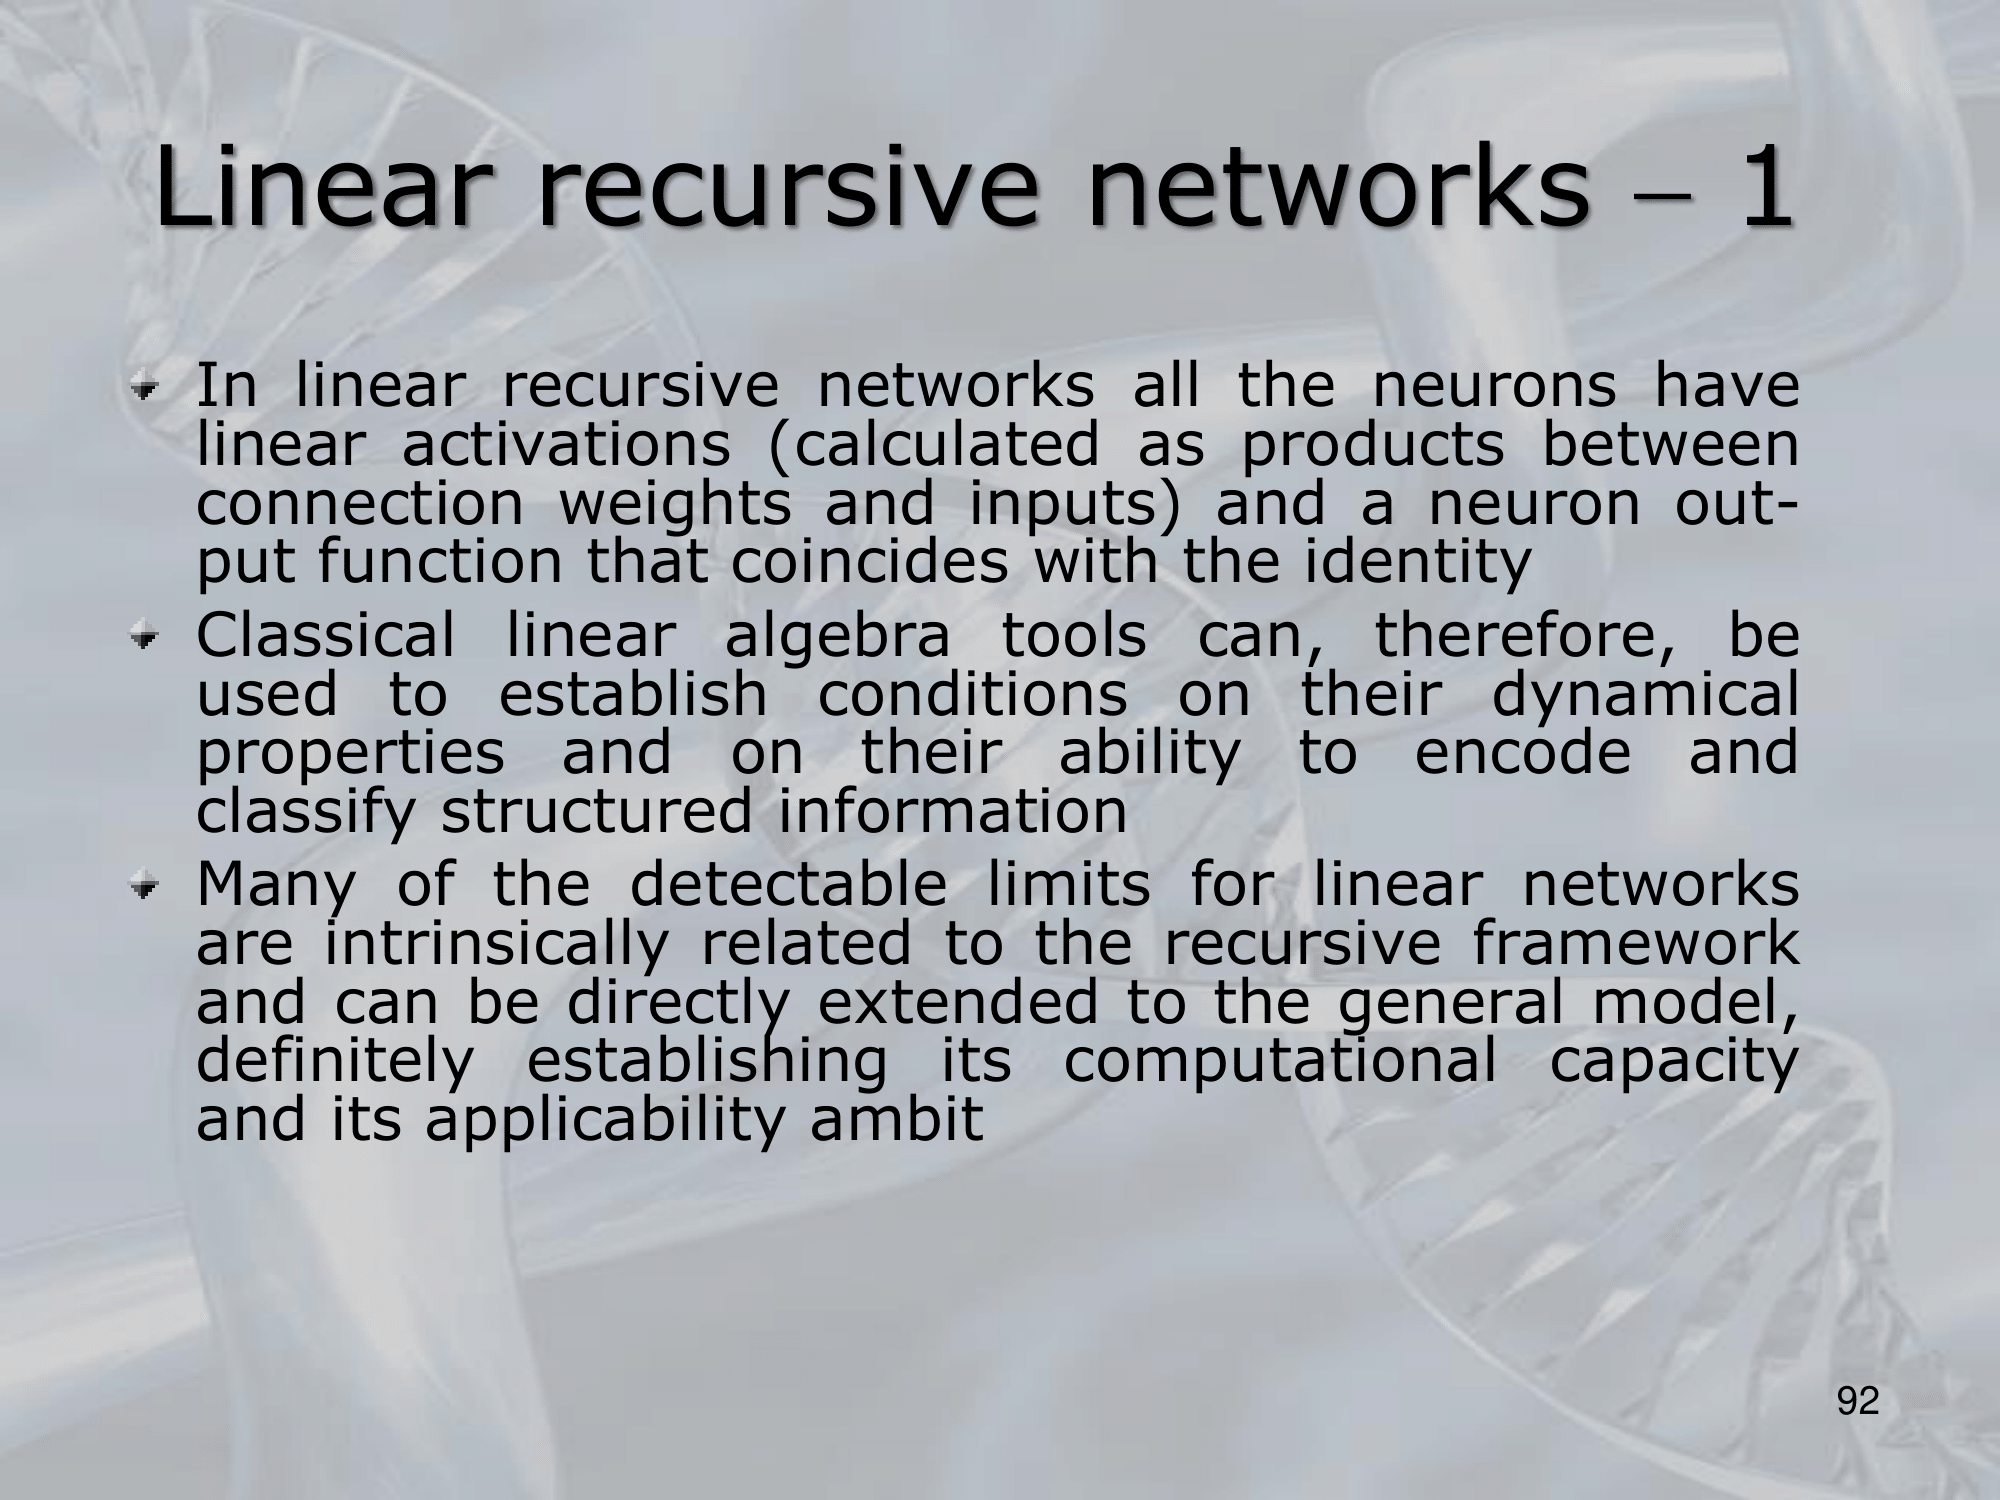 Linear recursive networks – 1
In linear recursive networks all the neurons have
linear activations (calculated as products between
connection weights and inputs) and a neuron out-
put function that coincides with the identity
Classical linear algebra tools can, therefore, be
used to establish conditions on their dynamical
properties and on their ability to encode and
classify structured information
Many of the detectable limits for linear networks
are intrinsically related to the recursive framework
and can be directly extended to the general model,
definitely establishing its computational capacity
and its applicability ambit
92